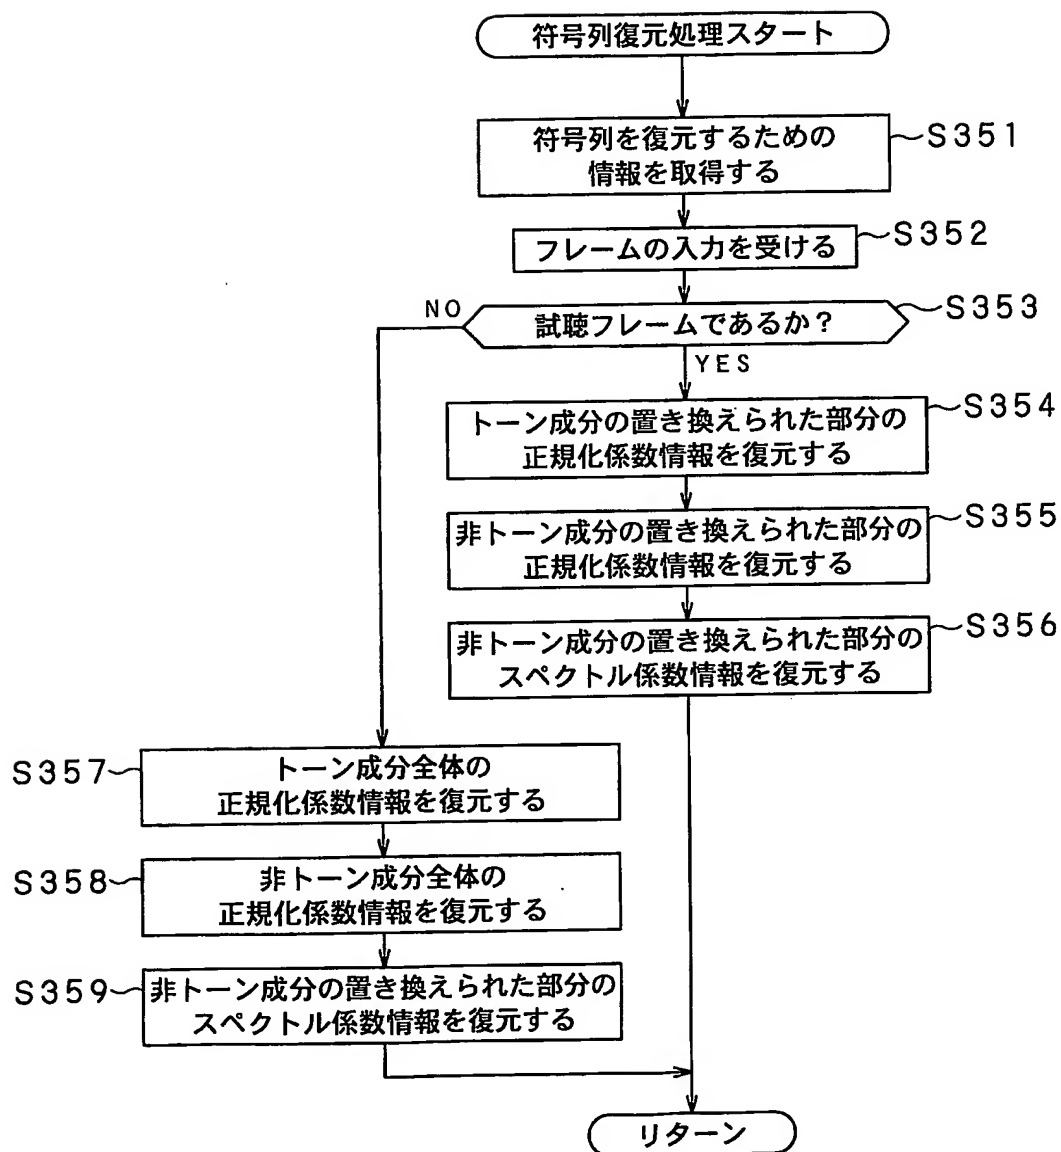 符号列復元処理スタート
符号列を復元するための
情報を取得する
S351
フレームの入力を受ける
S352
試聴フレームであるか?
S353
NO
YES
トーン成分の置き換えられた部分の
正規化係数情報を復元する
S354
非トーン成分の置き換えられた部分の
正規化係数情報を復元する
S355
非トーン成分の置き換えられた部分の
スペクトル係数情報を復元する
S356
S357
トーン成分全体の
正規化係数情報を復元する
S358
非トーン成分全体の
正規化係数情報を復元する
S359
非トーン成分の置き換えられた部分の
スペクトル係数情報を復元する
リターン